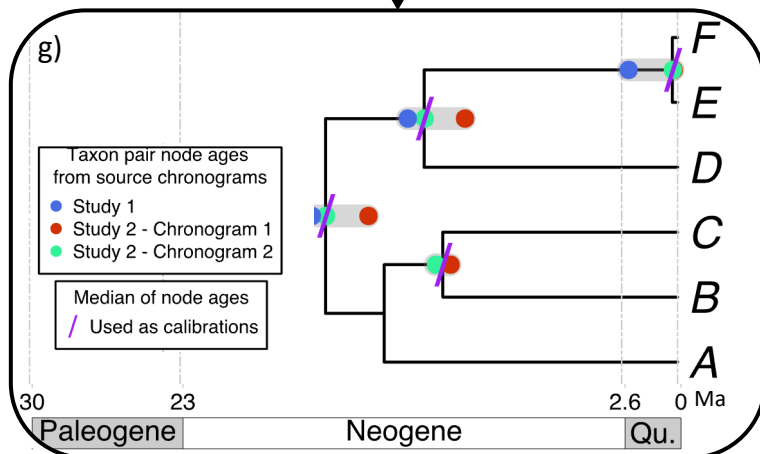 g)
F
E
D
C
B
A
Taxon pair node ages
from source chronograms
Study 1
Study 2 - Chronogram 1
Study 2 - Chronogram 2
Median of node ages
Used as calibrations
30 23 2.6 0 Ma
Paleogene Neogene Qu.